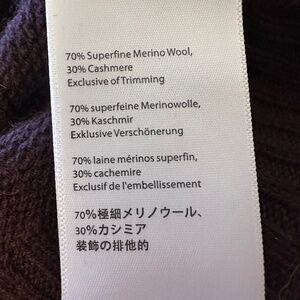 70% Superfine Merino Wool,
30% Cashmere
Exclusive of Trimming
70% superfeine Merinowolle,
30% Kaschmir
Exklusive Verschönerung
70% laine mérinos superfin,
30% cachemire
Exclusif de l'embellissement
70%極細メリノウール、
30%カシミア
装飾の排他的